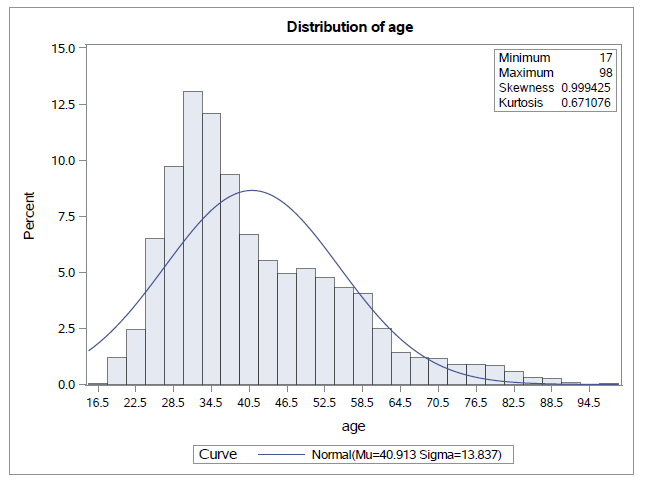 Distribution of age
15.0
12.5
10.0
7.5
5.0
2.5
0.0
Percent
Minimum 17
Maximum 98
Skewness 0.999425
Kurtosis 0.671076
16.5 22.5 28.5 34.5 40.5 46.5 52.5 58.5 64.5 70.5 76.5 82.5 88.5 94.5
age
Curve Normal(Mu=40.913 Sigma=13.837)